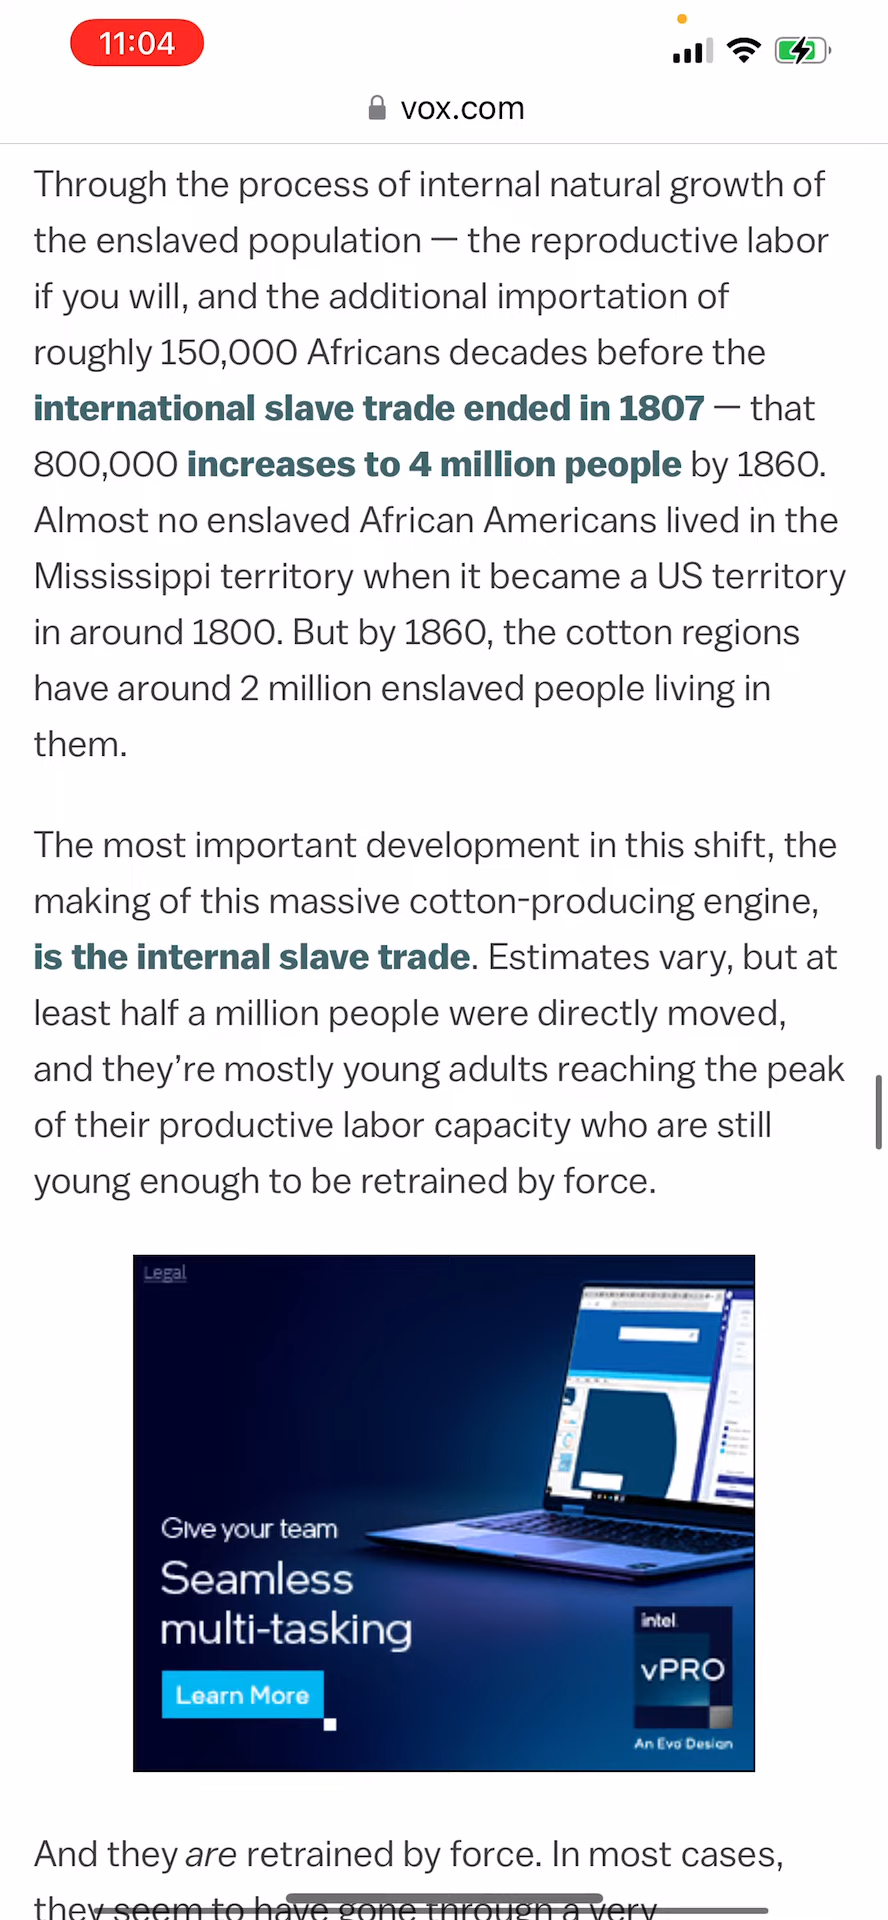 11:04
vox.com
Through the process of internal natural growth of
the enslaved population — the reproductive labor
if you will, and the additional importation of
roughly 150,000 Africans decades before the
international slave trade ended in 1807 — that
800,000 increases to 4 million people by 1860.
Almost no enslaved African Americans lived in the
Mississippi territory when it became a US territory
in around 1800. But by 1860, the cotton regions
have around 2 million enslaved people living in
them.
The most important development in this shift, the
making of this massive cotton-producing engine,
is the internal slave trade. Estimates vary, but at
least half a million people were directly moved,
and they’re mostly young adults reaching the peak
of their productive labor capacity who are still
young enough to be retrained by force.
Legal
Give your team
Seamless
multi-tasking
Learn More
intel.
vPRO
An Evo Design
And they are retrained by force. In most cases,
they seem to have gone through a very